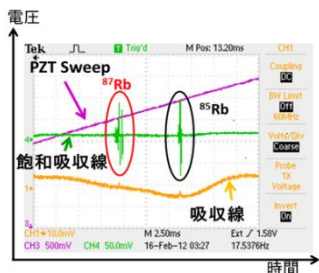 電圧
Tek Trig'd M Pos: 13.20ms CH1
PZT Sweep
87Rb
85Rb
Coupling
DC
BW Limit
Off
60MHz
Volts/Div
Coarse
飽和吸収線
Probe
1X
Voltage
吸収線
Invert
On
CH1 10.0mV M 2.50ms Ext 1.58V
CH3 500mV CH4 50.0mV 16-Feb-12 03:27 17.5376Hz
時間